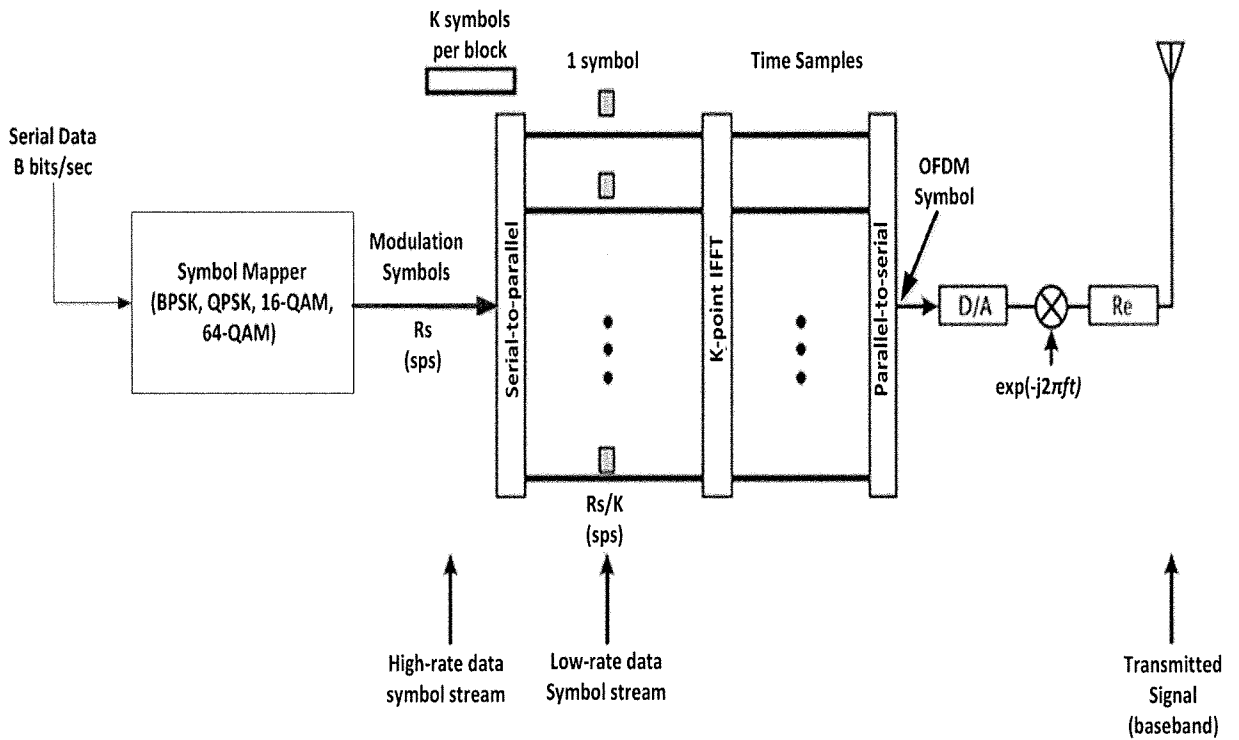 K symbols
per block
1 symbol
Time Samples
Serial Data
B bits/sec
OFDM
Symbol
Modulation
Symbols
Symbol Mapper
(BPSK, QPSK, 16-QAM,
64-QAM)
Rs
(sps)
Serial-to-parallel
K-point IFFT
Parallel-to-serial
D/A
Re
exp(-j2πft)
Rs/K
(sps)
High-rate data
symbol stream
Low-rate data
Symbol stream
Transmitted
Signal
(baseband)